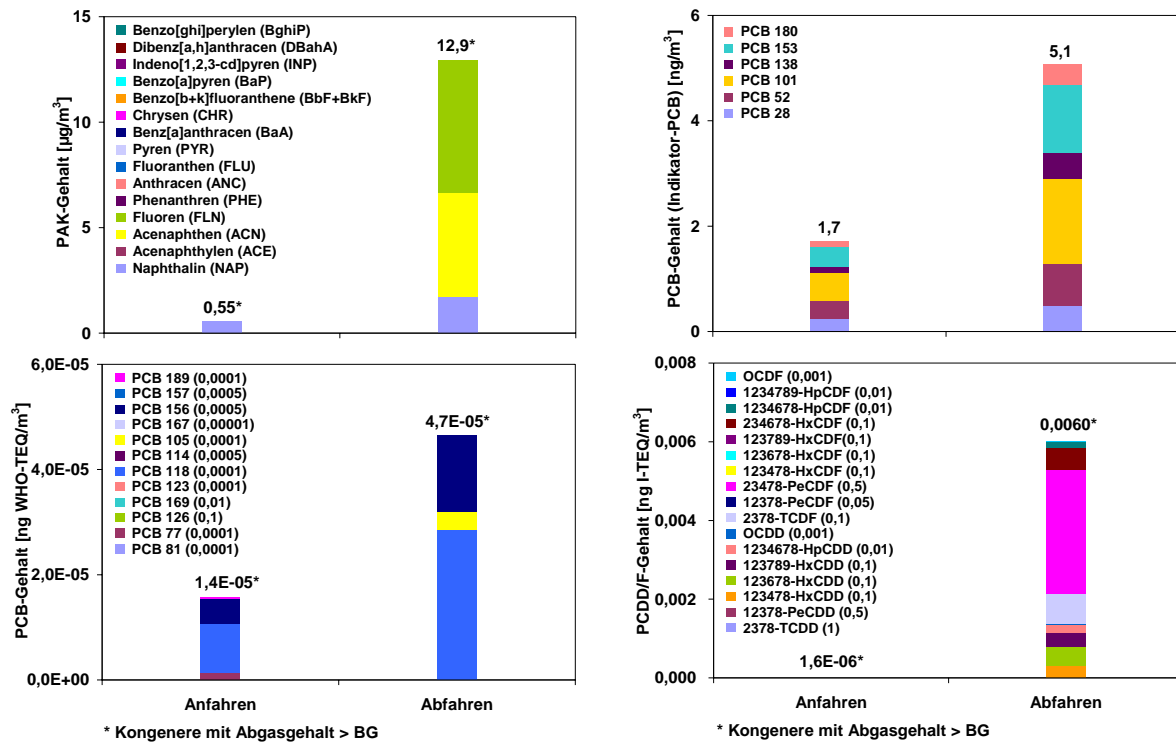 PAK-Gehalt [µg/m³]
15
10
5
0
Benzo[ghi]perylen (BghiP)
Dibenz[a,h]anthracen (DBahA)
Indeno[1,2,3-cd]pyren (INP)
Benzo[a]pyren (BaP)
Benzo[b+k]fluoranthene (BbF+BkF)
Chrysen (CHR)
Benz[a]anthracen (BaA)
Pyren (PYR)
Fluoranthen (FLU)
Anthracen (ANC)
Phenanthren (PHE)
Fluoren (FLN)
Acenaphthen (ACN)
Acenaphthylen (ACE)
Naphthalin (NAP)
0,55*
12,9*
PCB-Gehalt (Indikator-PCB) [ng/m³]
6
4
2
0
PCB 180
PCB 153
PCB 138
PCB 101
PCB 52
PCB 28
1,7
5,1
PCB-Gehalt [ng WHO-TEQ/m³]
6,0E-05
4,0E-05
2,0E-05
0,0E+00
PCB 189 (0,0001)
PCB 157 (0,0005)
PCB 156 (0,0005)
PCB 167 (0,00001)
PCB 105 (0,0001)
PCB 114 (0,0005)
PCB 118 (0,0001)
PCB 123 (0,0001)
PCB 169 (0,01)
PCB 126 (0,1)
PCB 77 (0,0001)
PCB 81 (0,0001)
1,4E-05*
4,7E-05*
Anfahren
Abfahren
* Kongenere mit Abgasgehalt > BG
PCDD/F-Gehalt [ng I-TEQ/m³]
0,008
0,006
0,004
0,002
0,000
OCDF (0,001)
1234789-HpCDF (0,01)
1234678-HpCDF (0,01)
234678-HxCDF (0,1)
123789-HxCDF(0,1)
123678-HxCDF (0,1)
123478-HxCDF (0,1)
23478-PeCDF (0,5)
12378-PeCDF (0,05)
2378-TCDF (0,1)
OCDD (0,001)
1234678-HpCDD (0,01)
123789-HxCDD (0,1)
123678-HxCDD (0,1)
123478-HxCDD (0,1)
12378-PeCDD (0,5)
2378-TCDD (1)
1,6E-06*
0,0060*
Anfahren
Abfahren
* Kongenere mit Abgasgehalt > BG